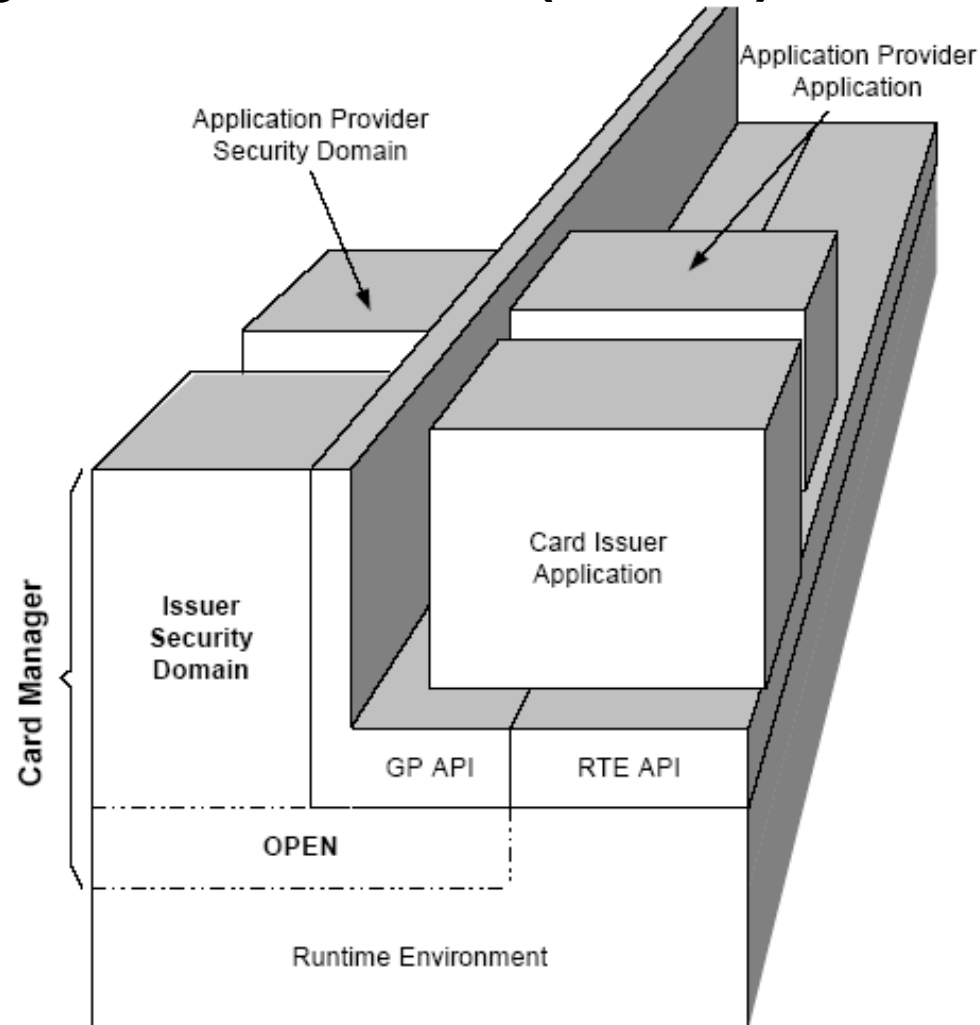 Application Provider
Application
Application Provider
Security Domain
Card Issuer
Application
Issuer
Security
Domain
Card Manager
GP API
RTE API
OPEN
Runtime Environment